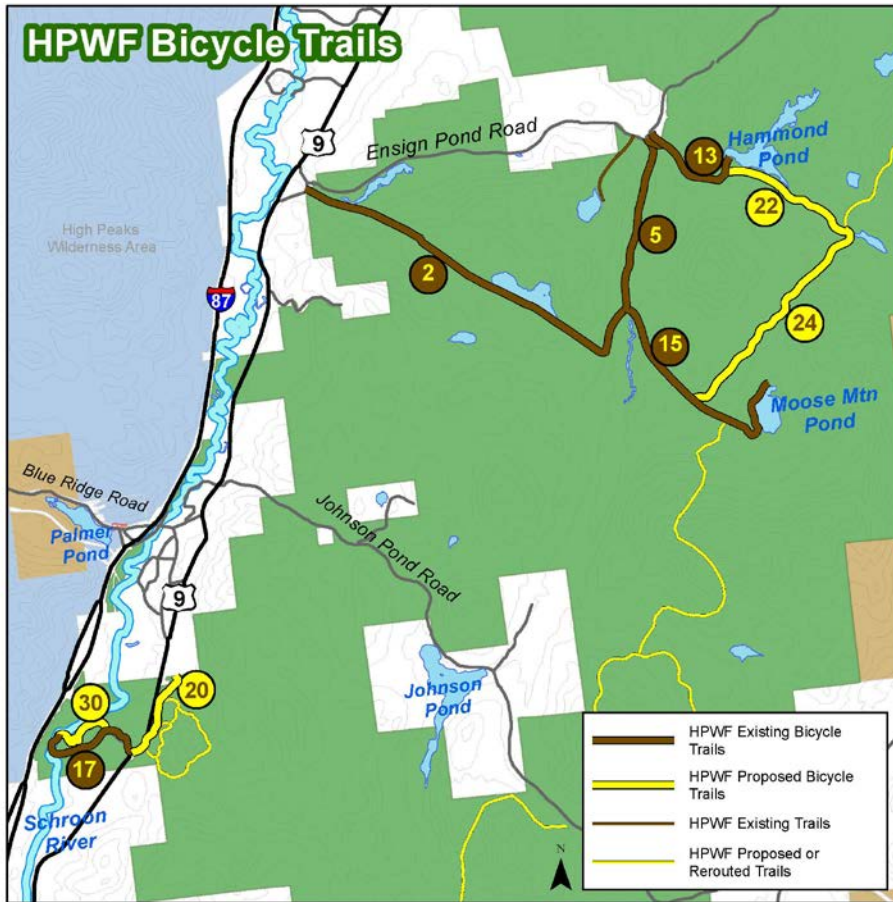 HPWF Bicycle Trails
9
Ensign Pond Road
13
Hammond
Pond
22
High Peaks
Wilderness Area
5
2
87
24
15
Moose Mtn
Pond
Blue Ridge Road
Palmer
Pond
Johnson Pond Road
9
20
30
Johnson
Pond
17
Schroon
River
HPWF Existing Bicycle
Trails
HPWF Proposed Bicycle
Trails
HPWF Existing Trails
HPWF Proposed or
Rerouted Trails
N